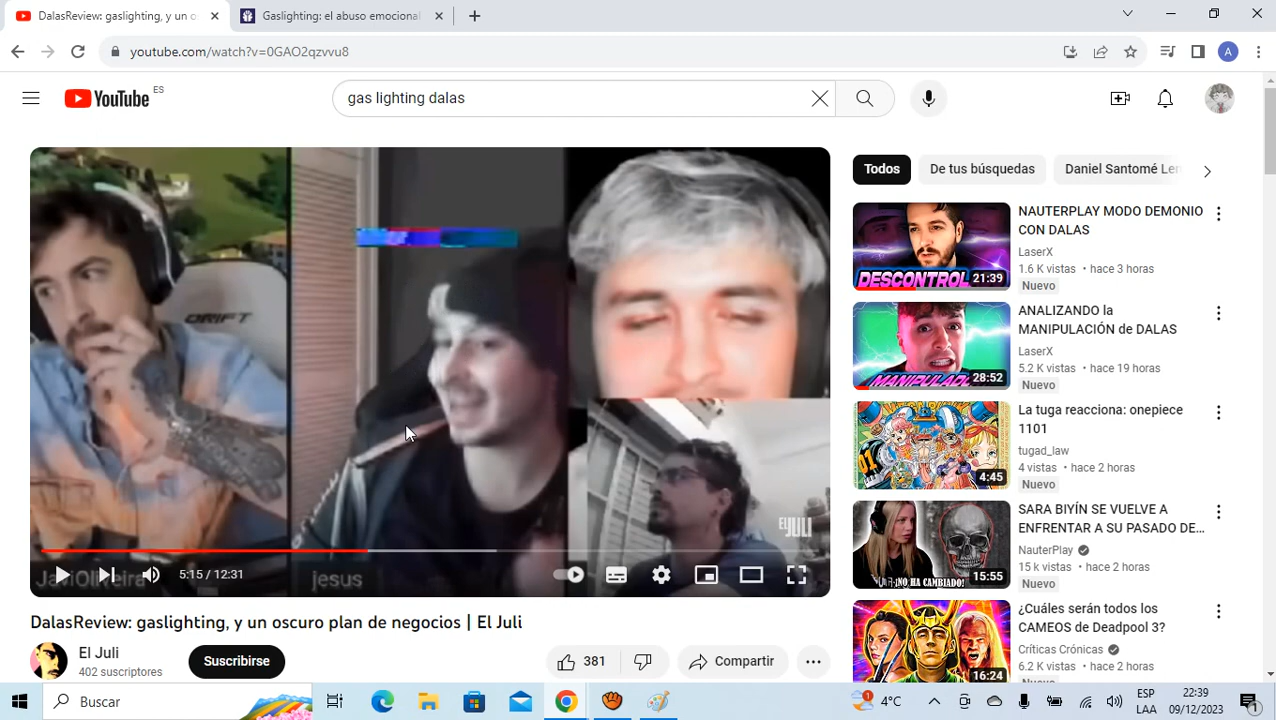 DalasReview: gaslighting, y un o
Gaslighting: el abuso emocional
youtube.com/watch?v=0GAO2qzvvu8
A
YouTube ES
gas lighting dalas
DRIFT
EL JULI
JaviOliveira
jesus
5:15 / 12:31
DalasReview: gaslighting, y un oscuro plan de negocios | El Juli
El Juli
402 suscriptores
Suscribirse
381
Compartir
Todos
De tus búsquedas
Daniel Santomé Len
DESCONTROL
21:39
NAUTERPLAY MODO DEMONIO
CON DALAS
LaserX
1.6 K vistas • hace 3 horas
Nuevo
MANIPULADO
28:52
ANALIZANDO la
MANIPULACIÓN de DALAS
LaserX
5.2 K vistas • hace 19 horas
Nuevo
4:45
La tuga reacciona: onepiece
1101
tugad_law
4 vistas • hace 2 horas
Nuevo
¡NO HA CAMBIADO!
15:55
SARA BIYÍN SE VUELVE A
ENFRENTAR A SU PASADO DE...
NauterPlay
15 k vistas • hace 2 horas
Nuevo
16:24
¿Cuáles serán todos los
CAMEOS de Deadpool 3?
Críticas Crónicas
6.2 K vistas • hace 2 horas
Buscar
1
4°C
ESP
LAA
22:39
09/12/2023
1